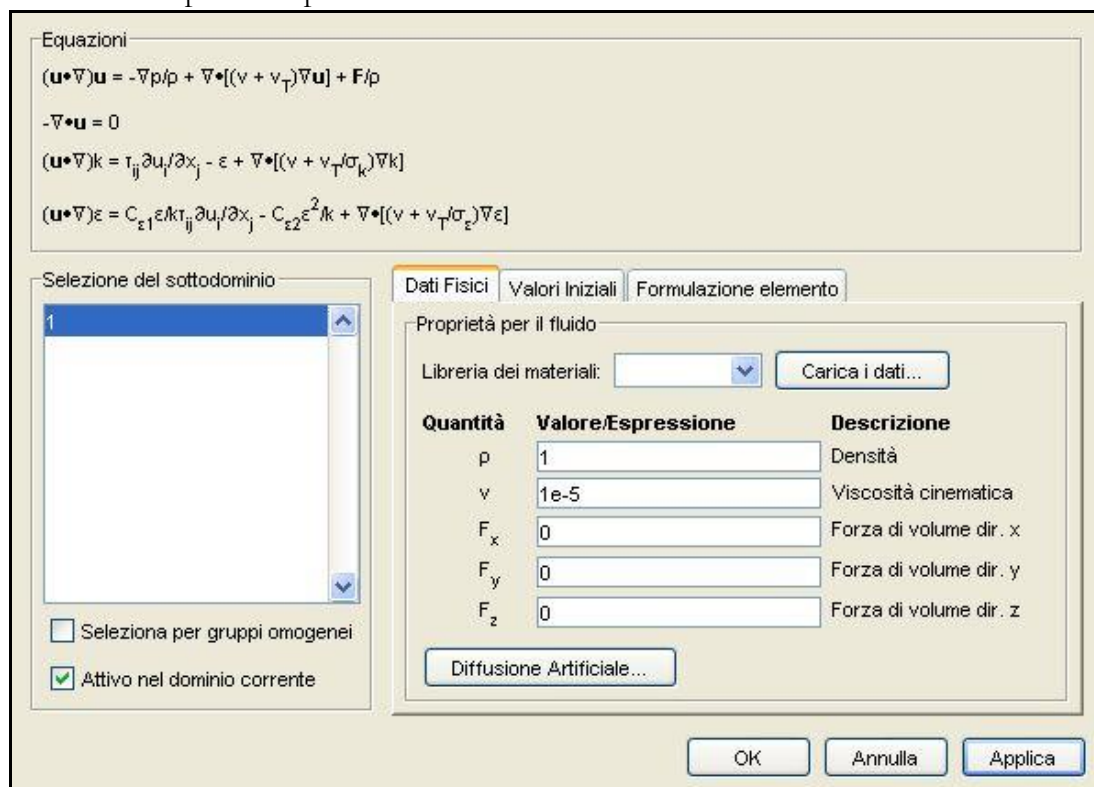 Equazioni
(u•∇)u = -∇p/ρ + ∇•[(ν + ν_T)∇u] + F/ρ
-∇•u = 0
(u•∇)k = τ_ij∂u_i/∂x_j - ε + ∇•[(ν + ν_T/σ_k)∇k]
(u•∇)ε = C_ε1ε/kτ_ij∂u_i/∂x_j - C_ε2ε²/k + ∇•[(ν + ν_T/σ_ε)∇ε]
Selezione del sottodominio
1
Seleziona per gruppi omogenei
Attivo nel dominio corrente
Dati Fisici Valori Iniziali Formulazione elemento
Proprietà per il fluido
Libreria dei materiali: Carica i dati...
Quantità Valore/Espressione Descrizione
ρ 1 Densità
ν 1e-5 Viscosità cinematica
F_x 0 Forza di volume dir. x
F_y 0 Forza di volume dir. y
F_z 0 Forza di volume dir. z
Diffusione Artificiale...
OK Annulla Applica